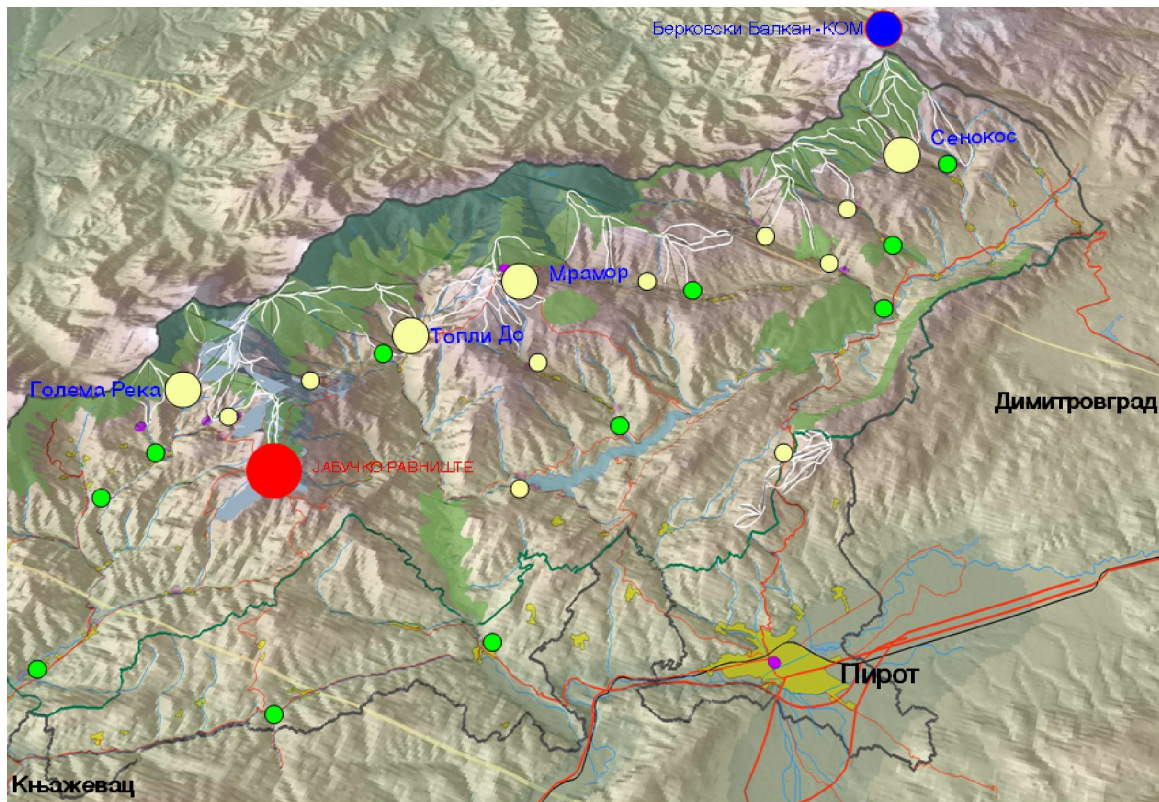 Берковски Балкан -КОМ
Сенокос
Мрамор
Топли До
Голема Река
Димитровград
ЈАБУЧКО РАВНИШТЕ
Пирот
Књажевац